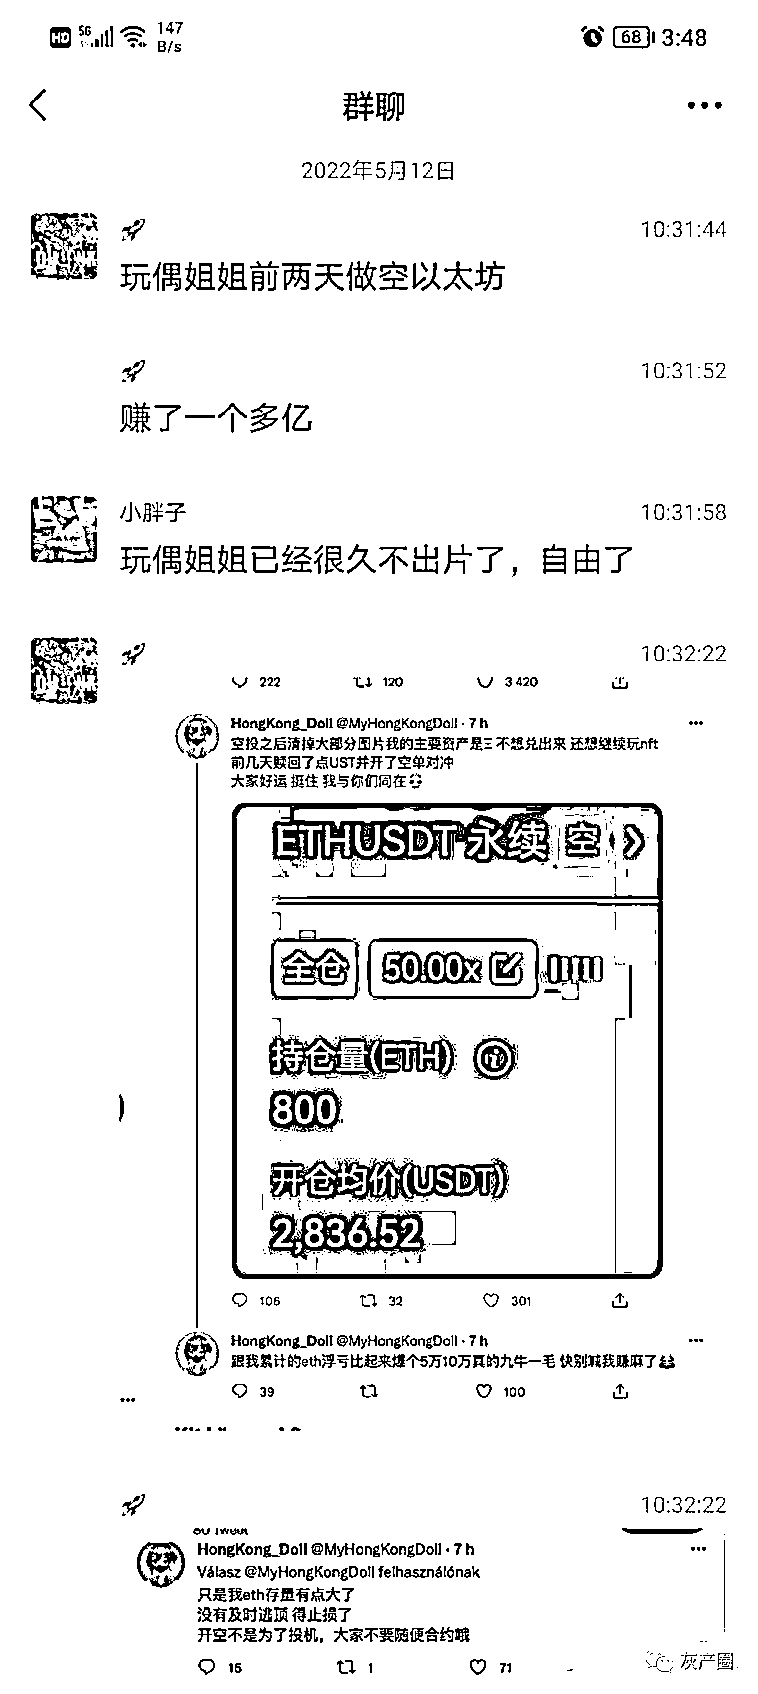 HD 5G 147 B/s 68 3:48
群聊
2022年5月12日
10:31:44
玩偶姐姐前两天做空以太坊
10:31:52
赚了一个多亿
小胖子 10:31:58
玩偶姐姐已经很久不出片了，自由了
10:32:22
222 120 3 420
HongKong_Doll @MyHongKongDoll · 7 h
空投之后清掉大部分图片我的主要资产是Ξ 不想兑出来 还想继续玩nft
前几天赎回了点UST并开了空单对冲
大家好运 挺住 我与你们同在
ETHUSDT 永续 空
全仓 50.00x
持仓量(ETH)
800
开仓均价(USDT)
2,836.52
106 32 301
HongKong_Doll @MyHongKongDoll · 7 h
跟我累计的eth浮亏比起来爆个5万10万真的九牛一毛 快别喊我赚麻了
39 100
10:32:22
HongKong_Doll @MyHongKongDoll · 7 h
Válasz @MyHongKongDoll felhasználónak
只是我eth存量有点大了
没有及时逃顶 得止损了
开空不是为了投机，大家不要随便合约哦
15 1 71
灰产圈